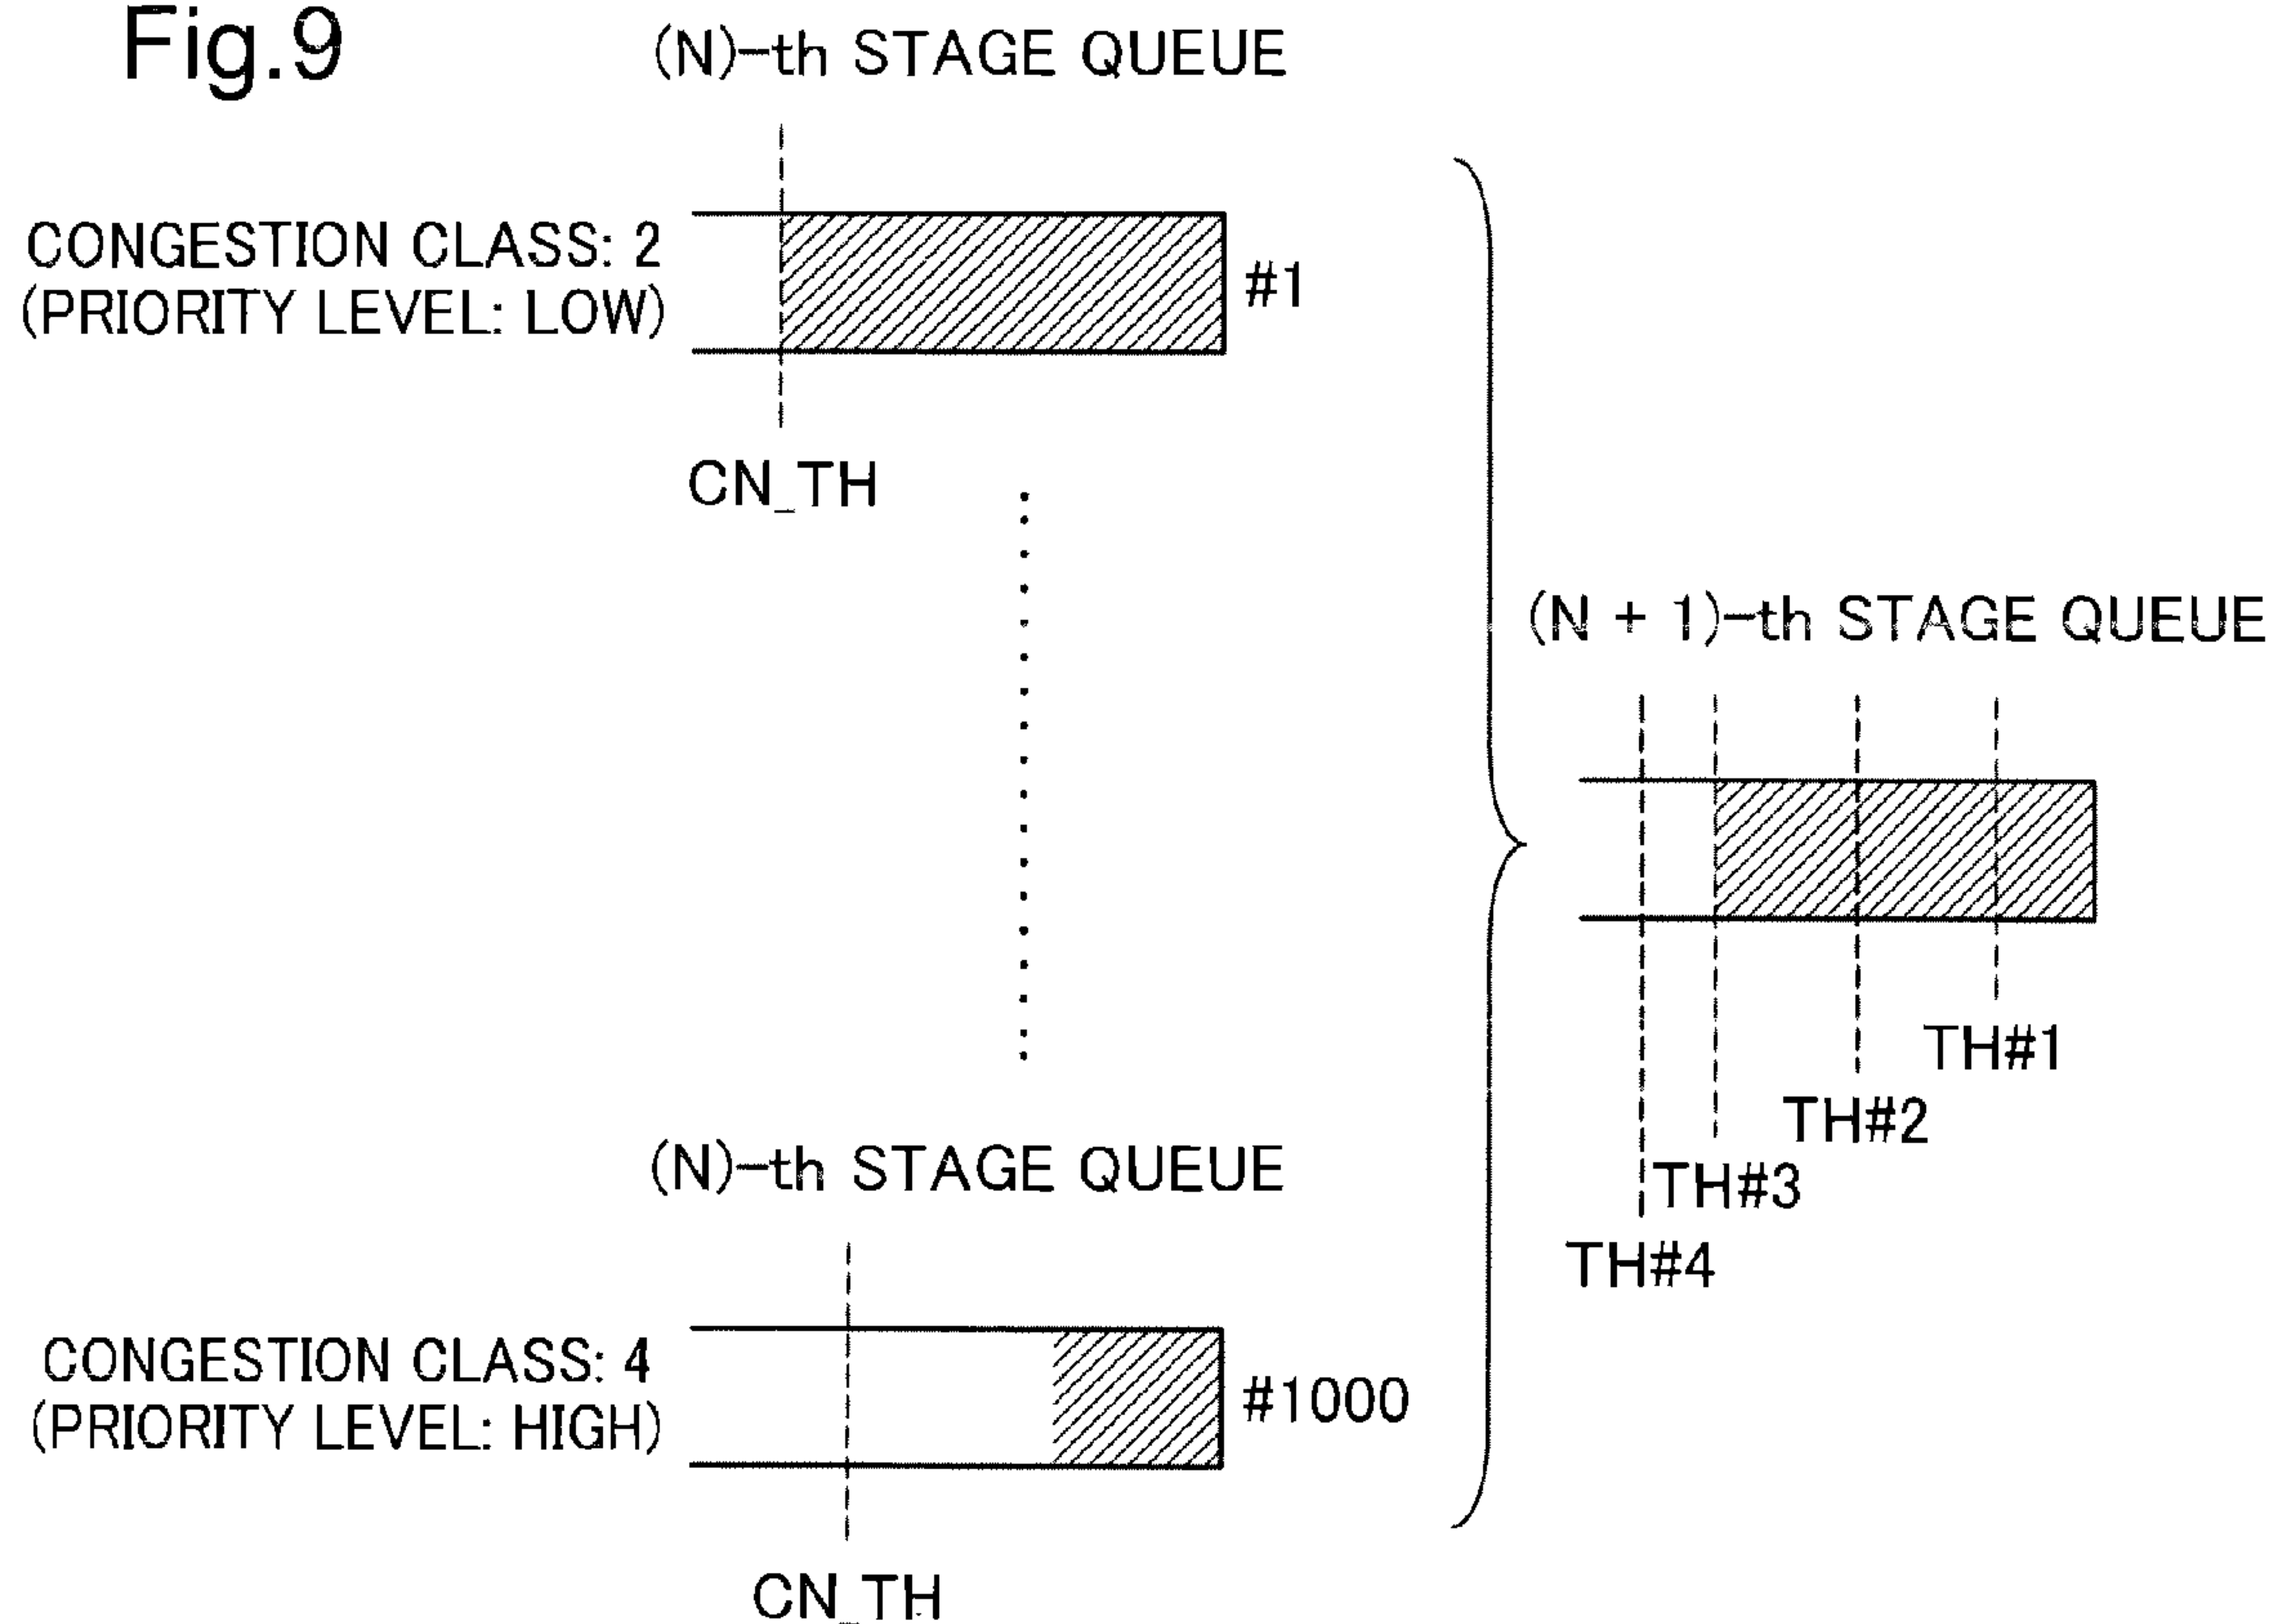 Fig.9
(N)-th STAGE QUEUE
CONGESTION CLASS: 2
(PRIORITY LEVEL: LOW)
#1
CN_TH
(N + 1)-th STAGE QUEUE
TH#1
TH#2
TH#3
TH#4
(N)-th STAGE QUEUE
CONGESTION CLASS: 4
(PRIORITY LEVEL: HIGH)
#1000
CN_TH